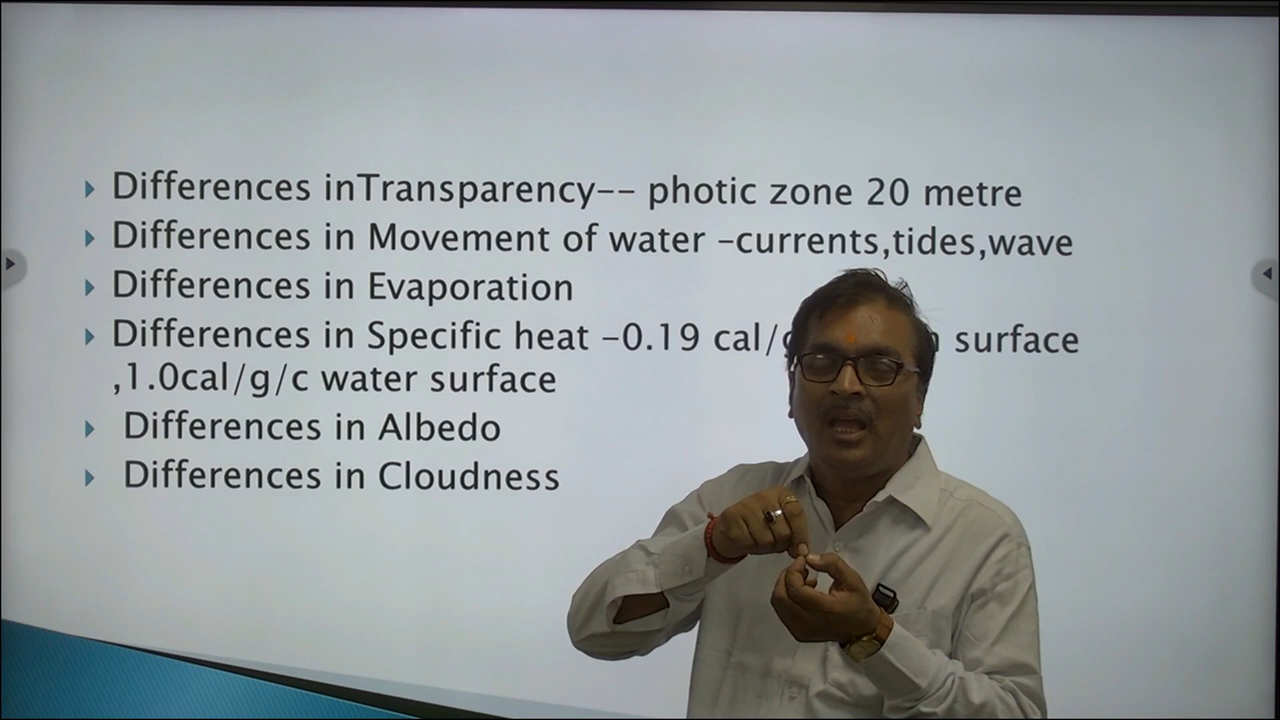 Differences inTransparency-- photic zone 20 metre
Differences in Movement of water -currents,tides,wave
Differences in Evaporation
Differences in Specific heat -0.19 cal/ surface
,1.0cal/g/c water surface
Differences in Albedo
Differences in Cloudness